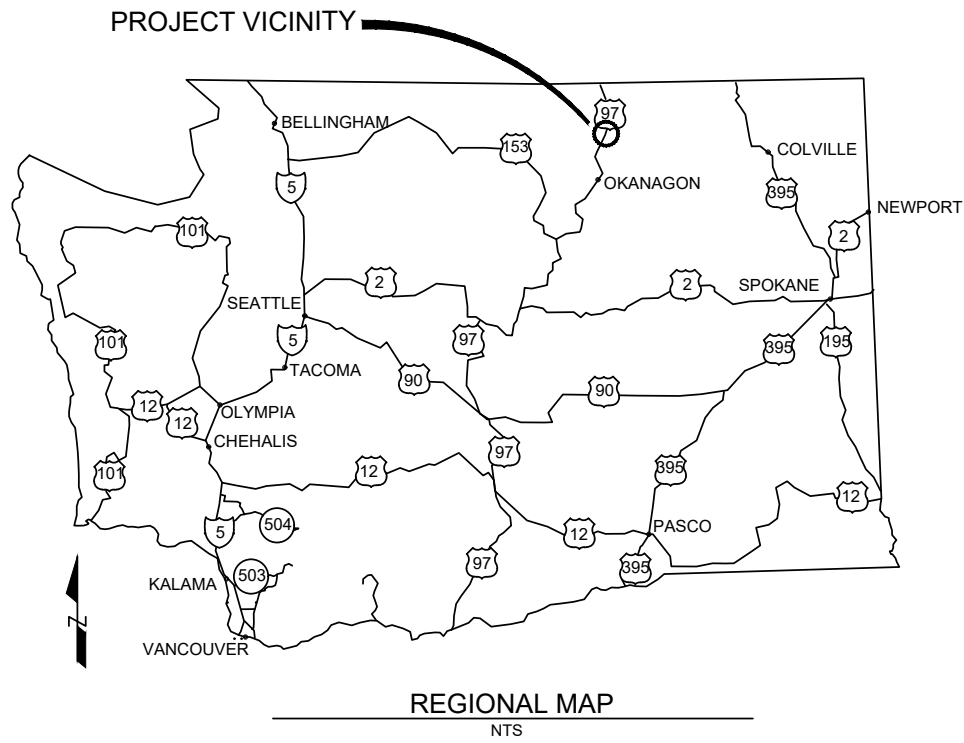 PROJECT VICINITY
97
BELLINGHAM
153
COLVILLE
5
OKANAGON
395
NEWPORT
101
2
2
2
SPOKANE
SEATTLE
97
195
101
5
395
TACOMA
90
90
12
OLYMPIA
12
CHEHALIS
97
101
12
395
12
504
5
12
PASCO
97
395
503
KALAMA
N
VANCOUVER
REGIONAL MAP
NTS